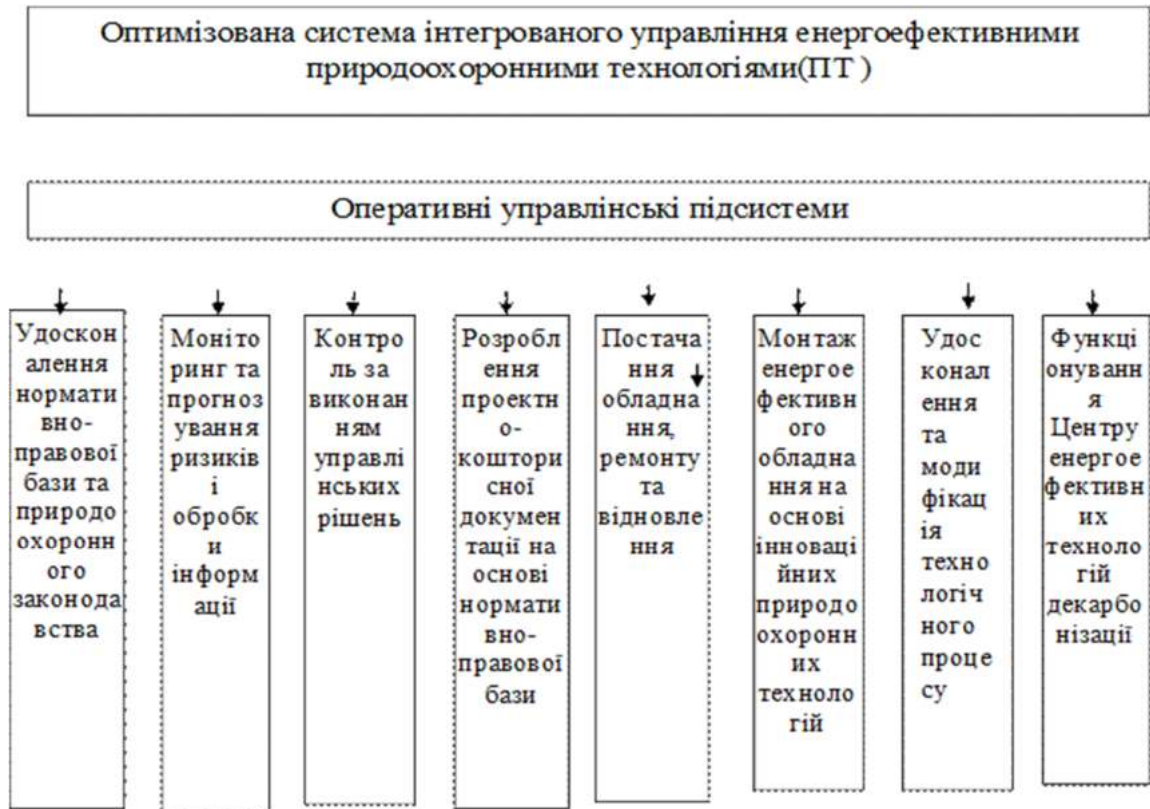 Оптимізована система інтегрованого управління енергоефективними
природоохоронними технологіями(ПТ )
Оперативні управлінські підсистеми
Удоскон
алення
нормати
вно-
правової
бази та
природо
охоронн
ого
законода
вства
Моніто
ринг та
прогноз
ування
ризиків
і
обробк
и
інформ
ації
Контро
ль за
виконан
ням
управлі
нських
рішень
Розробл
ення
проектн
о-
коштори
сної
докумен
тації на
основі
нормати
вно-
правової
бази
Постача
ння
обладна
ння,
ремонту
та
відновле
ння
Монтаж
енергое
фективн
ого
обладна
ння на
основі
інноваці
йних
природо
охоронн
их
техноло
гій
Удос
конал
ення
та
моди
фікац
ія
техно
логіч
ного
проце
су
Функці
онуванн
я
Центру
енергое
фективн
их
техноло
гій
декарбо
нізації